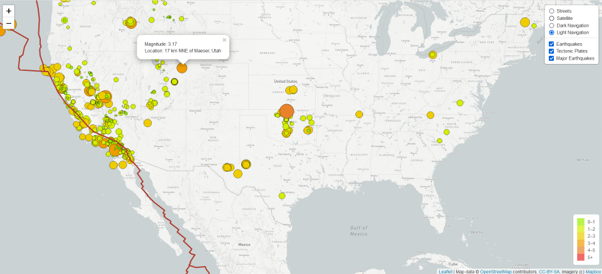 +
−
Magnitude: 3.17
Location: 17 km NNE of Maeser, Utah
×
Streets
Satellite
Dark Navigation
Light Navigation
Earthquakes
Tectonic Plates
Major Earthquakes
United States
Gulf of
Mexico
Mexico
Cuba
0–1
1–2
2–3
3–4
4–5
5+
Leaflet | Map data © OpenStreetMap contributors, CC-BY-SA, Imagery (c) Mapbox